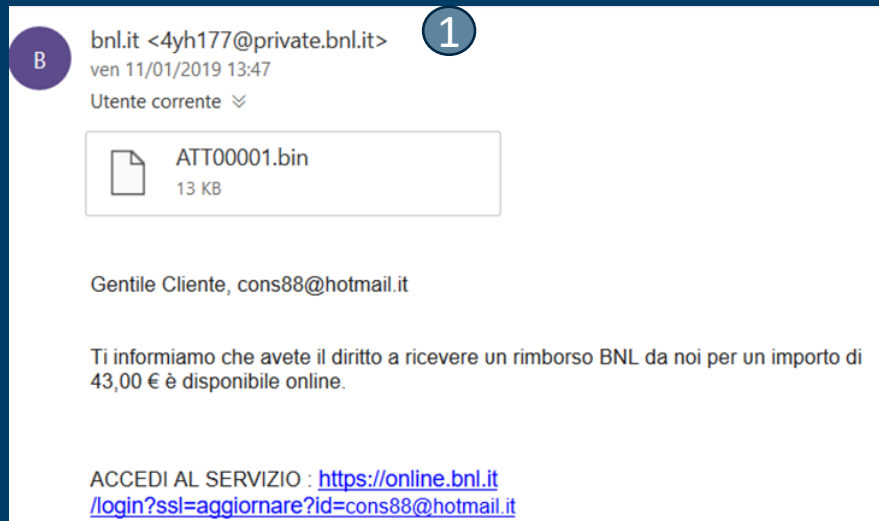 bnl.it <4yh177@private.bnl.it>
1
B
ven 11/01/2019 13:47
Utente corrente
ATT00001.bin
13 KB
Gentile Cliente, cons88@hotmail.it
Ti informiamo che avete il diritto a ricevere un rimborso BNL da noi per un importo di
43,00 € è disponibile online.
ACCEDI AL SERVIZIO : https://online.bnl.it
/login?ssl=aggiornare?id=cons88@hotmail.it